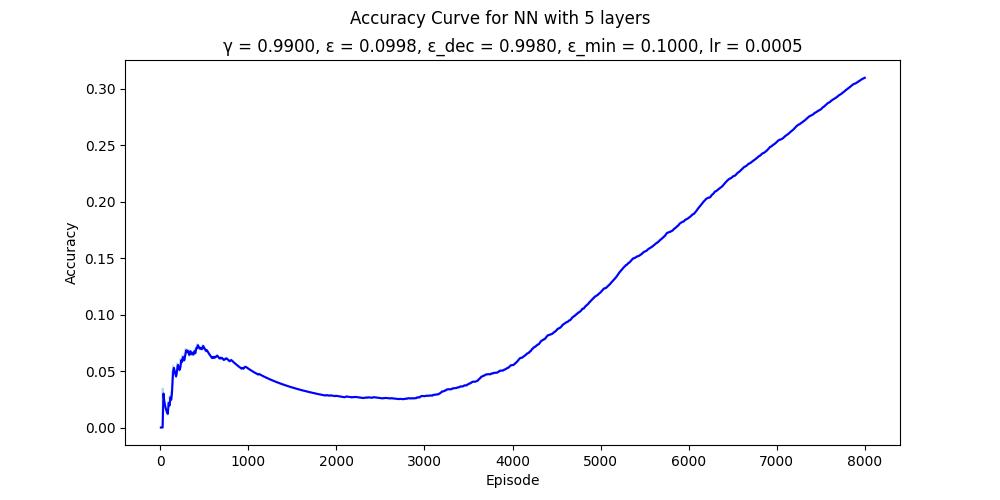 Accuracy Curve for NN with 5 layers
γ = 0.9900, ε = 0.0998, ε_dec = 0.9980, ε_min = 0.1000, lr = 0.0005
0.30
0.25
0.20
0.15
0.10
0.05
0.00
Accuracy
0 1000 2000 3000 4000 5000 6000 7000 8000
Episode